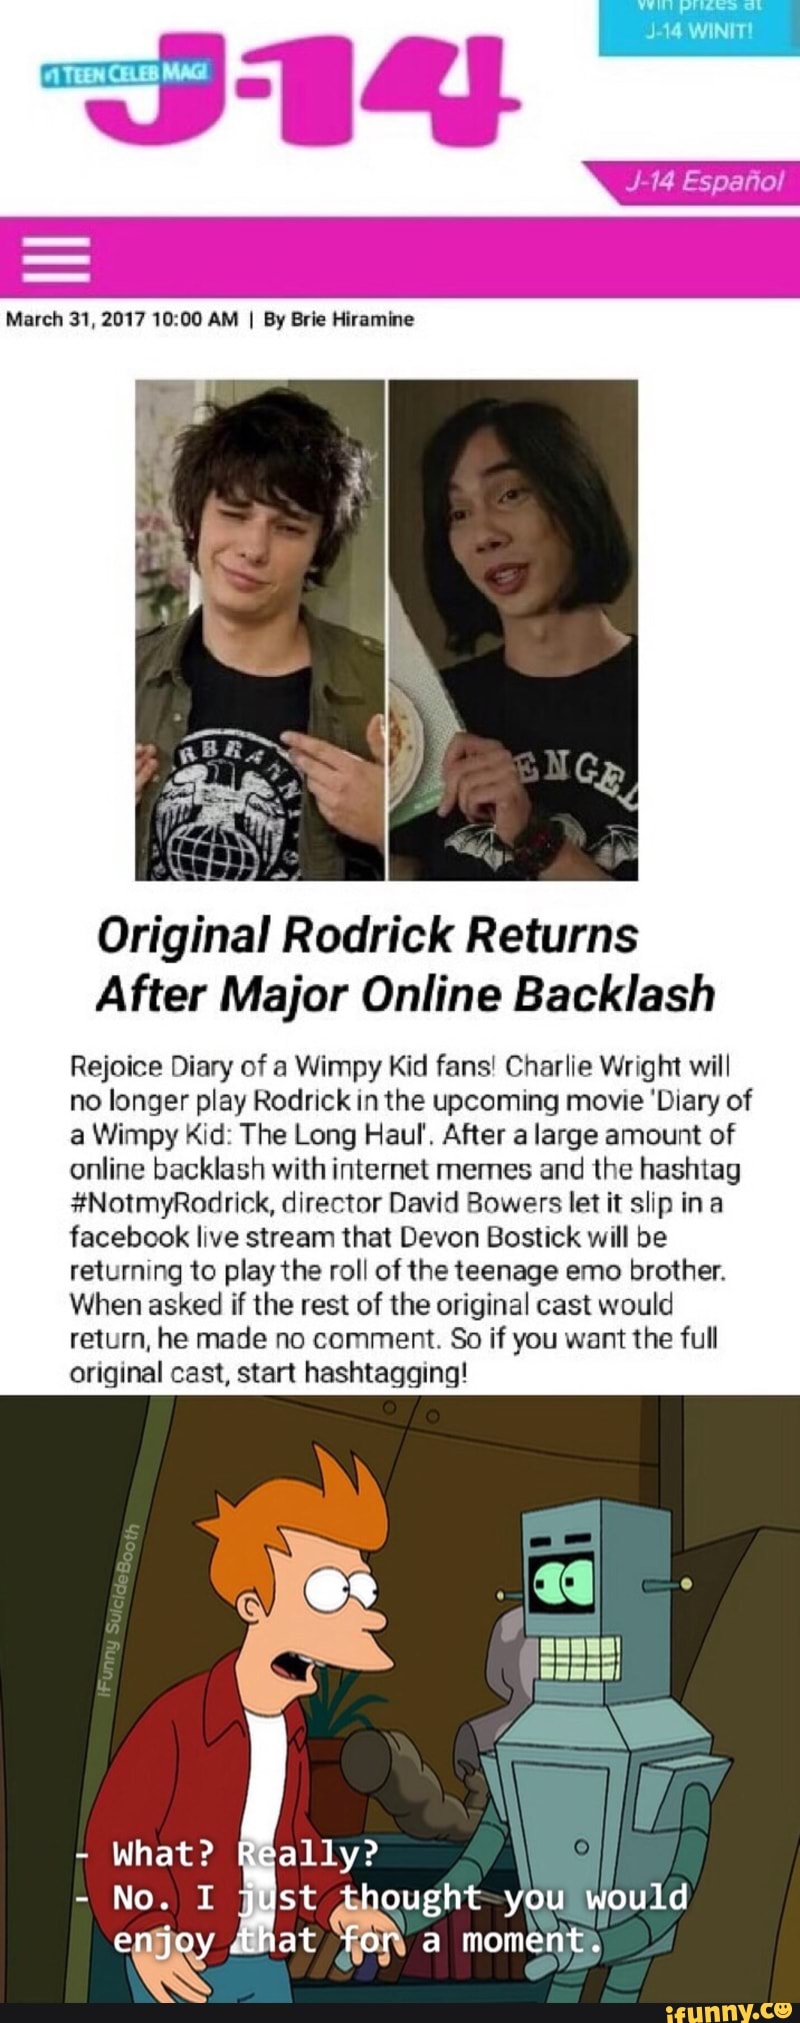 Win prizes at
J-14 WINIT!
#1 TEEN CELEB MAG!
J-14
J-14 Español
March 31, 2017 10:00 AM | By Brie Hiramine
ENGE
Original Rodrick Returns
After Major Online Backlash
Rejoice Diary of a Wimpy Kid fans! Charlie Wright will
no longer play Rodrick in the upcoming movie 'Diary of
a Wimpy Kid: The Long Haul'. After a large amount of
online backlash with internet memes and the hashtag
#NotmyRodrick, director David Bowers let it slip in a
facebook live stream that Devon Bostick will be
returning to play the roll of the teenage emo brother.
When asked if the rest of the original cast would
return, he made no comment. So if you want the full
original cast, start hashtagging!
iFunny SuicideBooth
- What? Really?
- No. I just thought you would
enjoy that for a moment.
ifunny.co